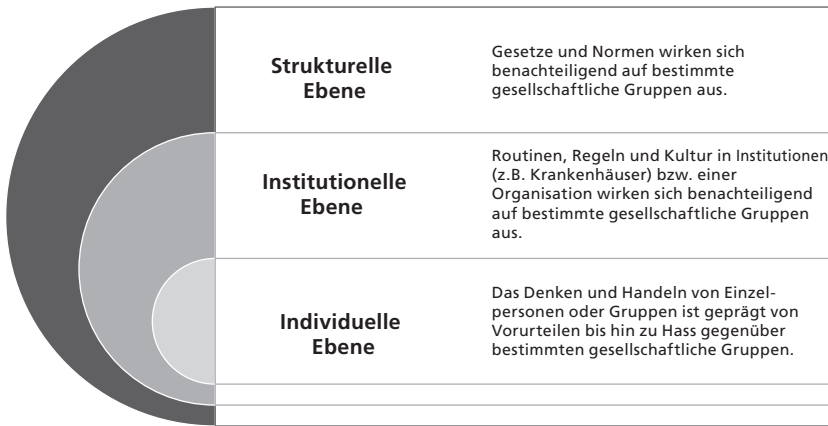 Strukturelle
Ebene
Gesetze und Normen wirken sich
benachteiligend auf bestimmte
gesellschaftliche Gruppen aus.
Institutionelle
Ebene
Routinen, Regeln und Kultur in Institutionen
(z.B. Krankenhäuser) bzw. einer
Organisation wirken sich benachteiligend
auf bestimmte gesellschaftliche Gruppen
aus.
Individuelle
Ebene
Das Denken und Handeln von Einzel-
personen oder Gruppen ist geprägt von
Vorurteilen bis hin zu Hass gegenüber
bestimmten gesellschaftliche Gruppen.